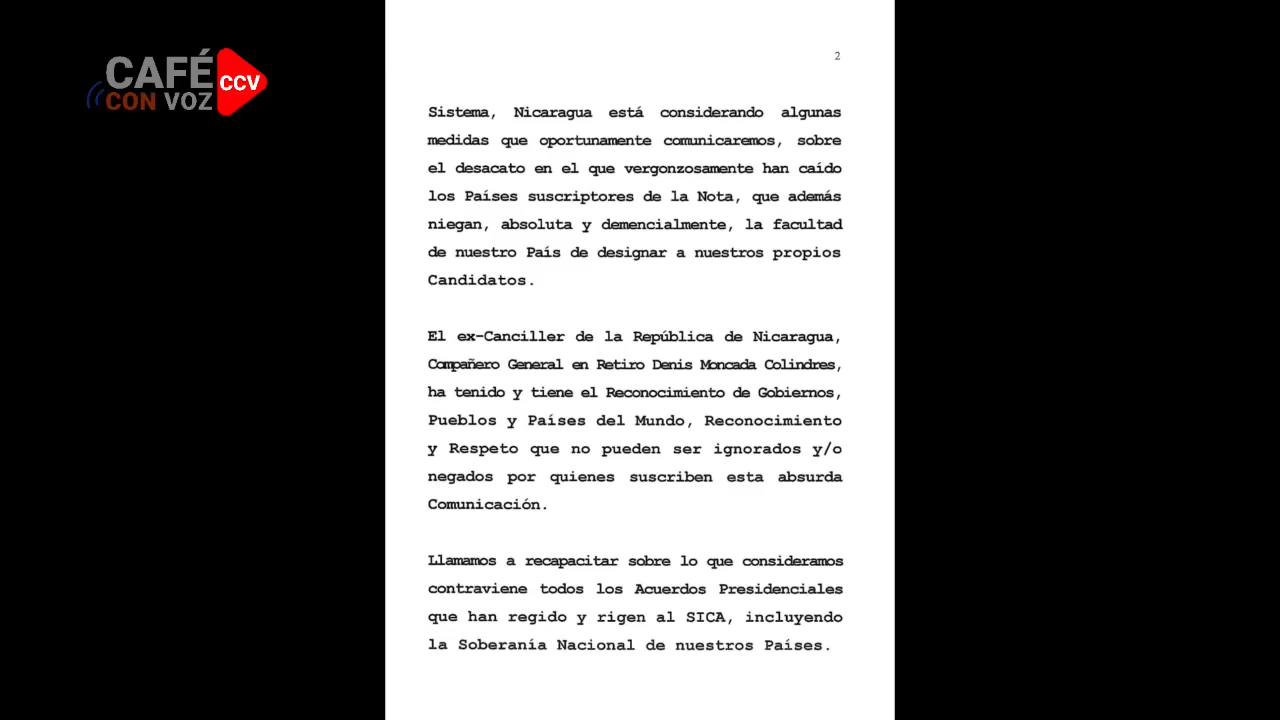 CAFÉ
CON VOZ
CCV
2
Sistema, Nicaragua está considerando algunas
medidas que oportunamente comunicaremos, sobre
el desacato en el que vergonzosamente han caído
los Países suscriptores de la Nota, que además
niegan, absoluta y demencialmente, la facultad
de nuestro País de designar a nuestros propios
Candidatos.
El ex-Canciller de la República de Nicaragua,
Compañero General en Retiro Denis Moncada Colindres,
ha tenido y tiene el Reconocimiento de Gobiernos,
Pueblos y Países del Mundo, Reconocimiento
y Respeto que no pueden ser ignorados y/o
negados por quienes suscriben esta absurda
Comunicación.
Llamamos a recapacitar sobre lo que consideramos
contraviene todos los Acuerdos Presidenciales
que han regido y rigen al SICA, incluyendo
la Soberanía Nacional de nuestros Países.